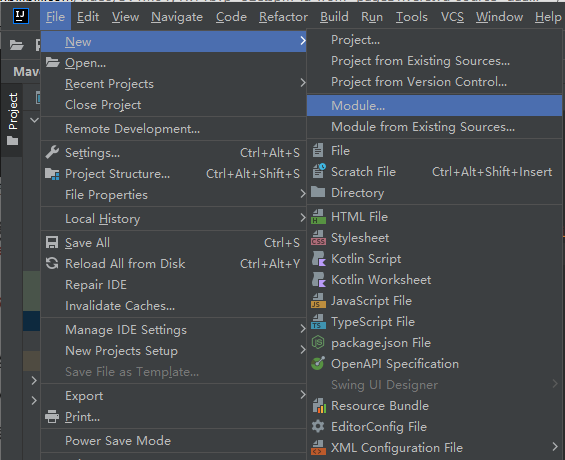 File Edit View Navigate Code Refactor Build Run Tools VCS Window Help
Mave
Project
New
Open...
Recent Projects
Close Project
Remote Development...
Settings... Ctrl+Alt+S
Project Structure... Ctrl+Alt+Shift+S
File Properties
Local History
Save All Ctrl+S
Reload All from Disk Ctrl+Alt+Y
Repair IDE
Invalidate Caches...
Manage IDE Settings
New Projects Setup
Save File as Template...
Export
Print...
Power Save Mode
Project...
Project from Existing Sources...
Project from Version Control...
Module...
Module from Existing Sources...
File
Scratch File Ctrl+Alt+Shift+Insert
Directory
HTML File
Stylesheet
Kotlin Script
Kotlin Worksheet
JavaScript File
TypeScript File
package.json File
OpenAPI Specification
Swing UI Designer
Resource Bundle
EditorConfig File
XML Configuration File